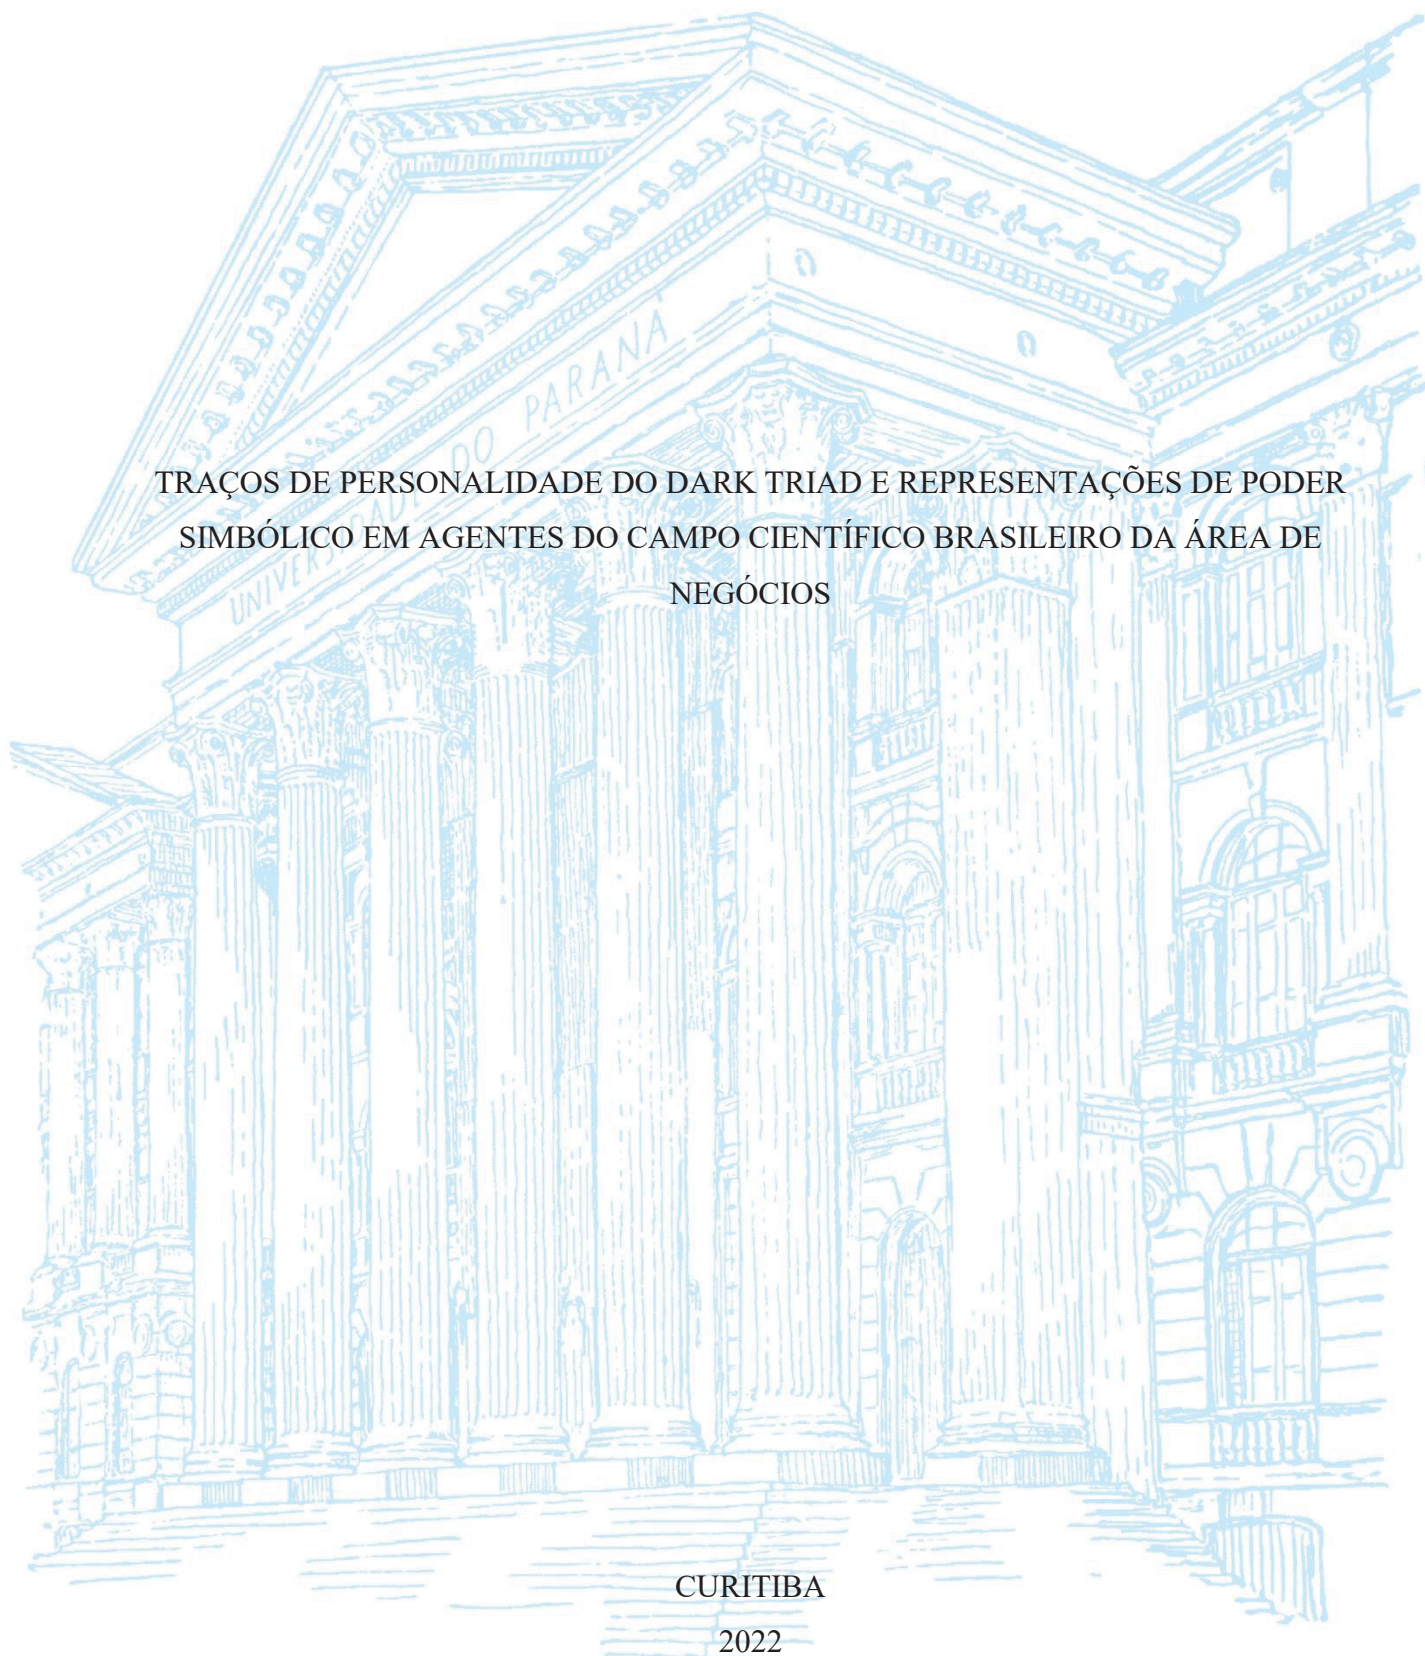 UNIVERSIDADE DO PARANÁ
TRAÇOS DE PERSONALIDADE DO DARK TRIAD E REPRESENTAÇÕES DE PODER
SIMBÓLICO EM AGENTES DO CAMPO CIENTÍFICO BRASILEIRO DA ÁREA DE
NEGÓCIOS
CURITIBA
2022